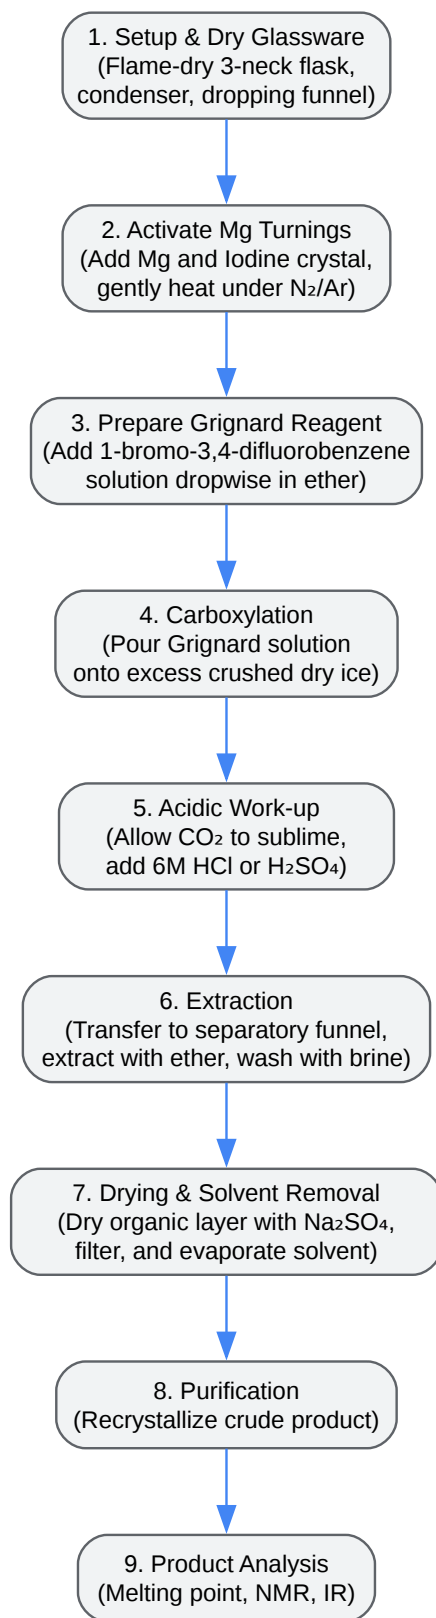 1. Setup & Dry Glassware
(Flame-dry 3-neck flask,
condenser, dropping funnel)
2. Activate Mg Turnings
(Add Mg and Iodine crystal,
gently heat under N₂/Ar)
3. Prepare Grignard Reagent
(Add 1-bromo-3,4-difluorobenzene
solution dropwise in ether)
4. Carboxylation
(Pour Grignard solution
onto excess crushed dry ice)
5. Acidic Work-up
(Allow CO₂ to sublime,
add 6M HCl or H₂SO₄)
6. Extraction
(Transfer to separatory funnel,
extract with ether, wash with brine)
7. Drying & Solvent Removal
(Dry organic layer with Na₂SO₄,
filter, and evaporate solvent)
8. Purification
(Recrystallize crude product)
9. Product Analysis
(Melting point, NMR, IR)